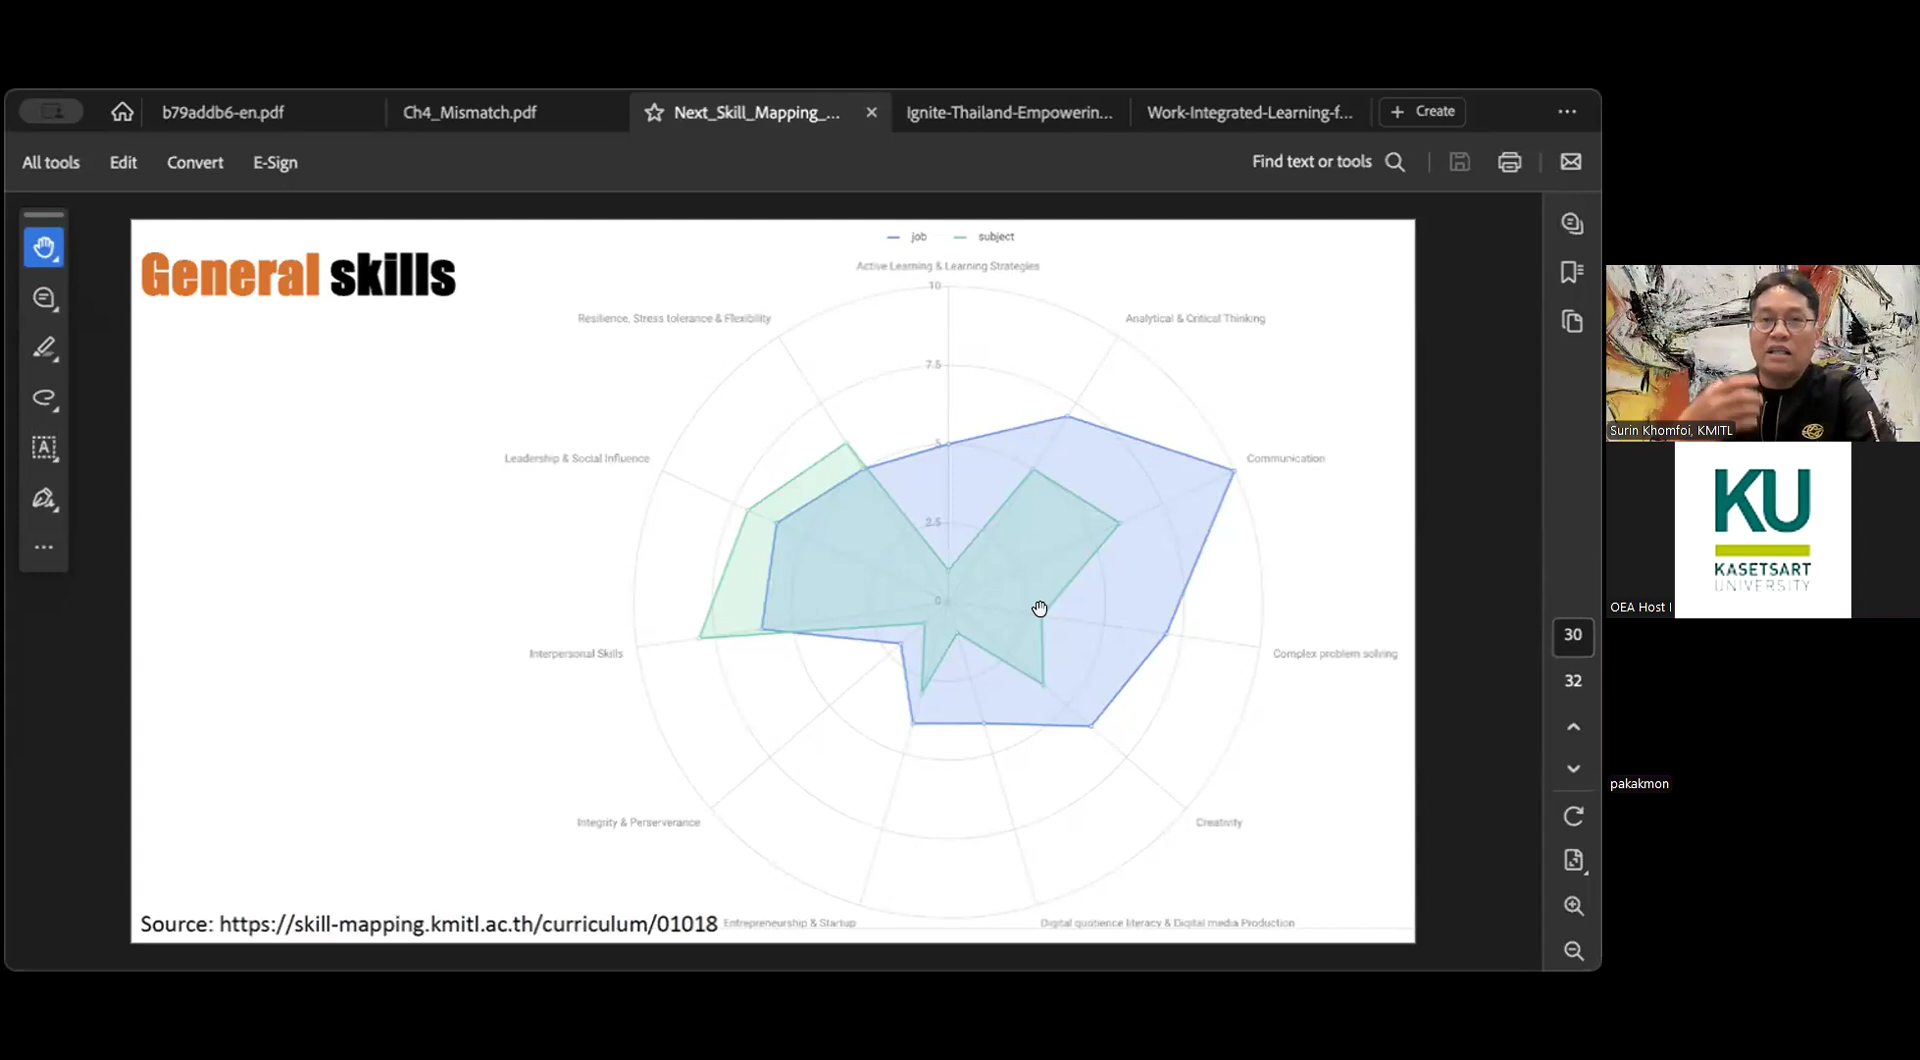 b79addb6-en.pdf
Ch4_Mismatch.pdf
Next_Skill_Mapping_...
Ignite-Thailand-Empowerin...
Work-Integrated-Learning-f...
Create
All tools
Edit
Convert
E-Sign
Find text or tools
General skills
job
subject
Active Learning & Learning Strategies
10
Resilience, Stress tolerance & Flexibility
Analytical & Critical Thinking
7.5
5
Leadership & Social Influence
Communication
2.5
0
Interpersonal Skills
Complex problem solving
Integrity & Perserverance
Creativity
Source: https://skill-mapping.kmitl.ac.th/curriculum/01018
Entrepreneurship & Startup
Digital quotience literacy & Digital media Production
30
32
Surin Khomfoi, KMITL
KU
KASETSART
UNIVERSITY
OEA Host
pakakmon